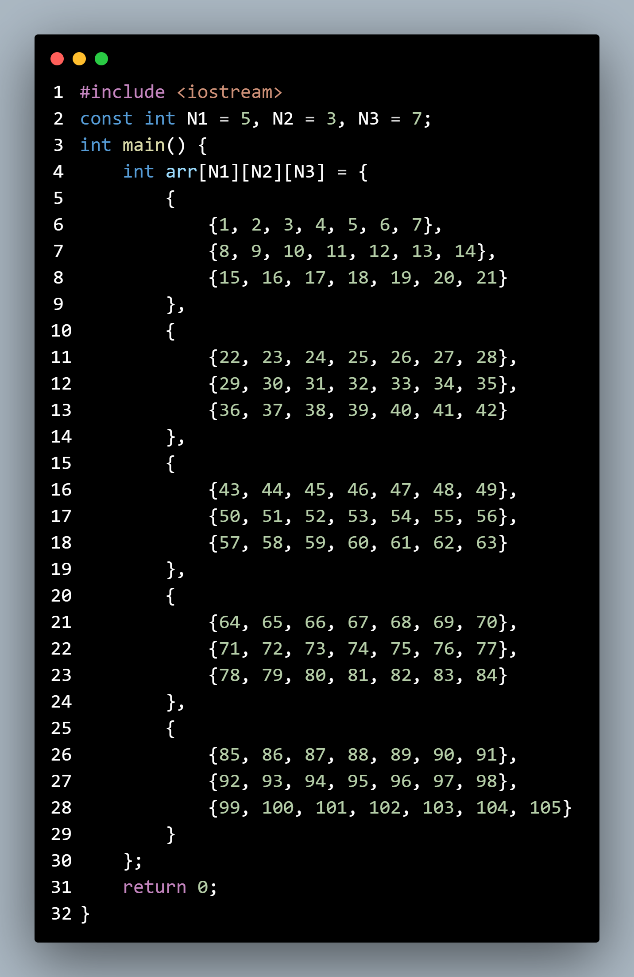 1 #include <iostream>
2 const int N1 = 5, N2 = 3, N3 = 7;
3 int main() {
4     int arr[N1][N2][N3] = {
5         {
6             {1, 2, 3, 4, 5, 6, 7},
7             {8, 9, 10, 11, 12, 13, 14},
8             {15, 16, 17, 18, 19, 20, 21}
9         },
10         {
11             {22, 23, 24, 25, 26, 27, 28},
12             {29, 30, 31, 32, 33, 34, 35},
13             {36, 37, 38, 39, 40, 41, 42}
14         },
15         {
16             {43, 44, 45, 46, 47, 48, 49},
17             {50, 51, 52, 53, 54, 55, 56},
18             {57, 58, 59, 60, 61, 62, 63}
19         },
20         {
21             {64, 65, 66, 67, 68, 69, 70},
22             {71, 72, 73, 74, 75, 76, 77},
23             {78, 79, 80, 81, 82, 83, 84}
24         },
25         {
26             {85, 86, 87, 88, 89, 90, 91},
27             {92, 93, 94, 95, 96, 97, 98},
28             {99, 100, 101, 102, 103, 104, 105}
29         }
30     };
31     return 0;
32 }